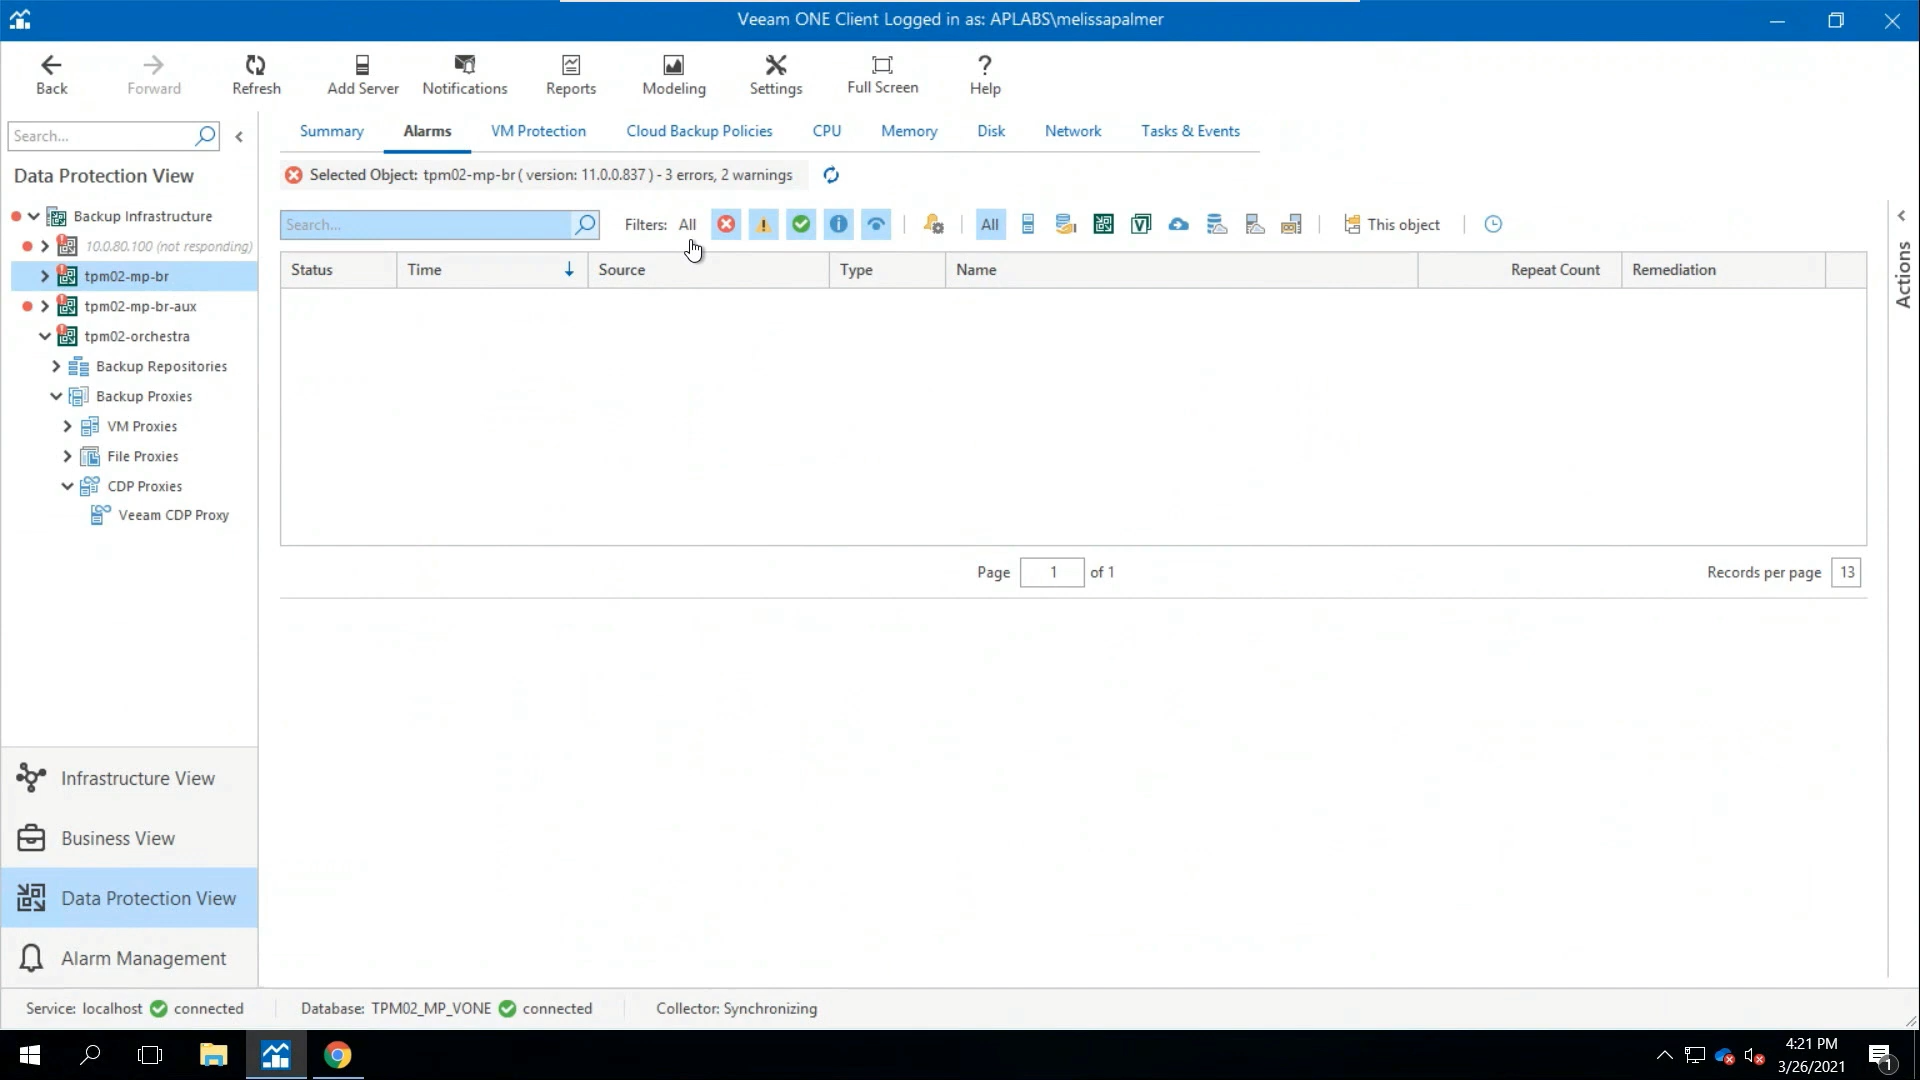 Veeam ONE Client Logged in as: APLABS\melissapalmer
Back
Forward
Refresh
Add Server
Notifications
Reports
Modeling
Settings
Full Screen
Help
Search...
Summary
Alarms
VM Protection
Cloud Backup Policies
CPU
Memory
Disk
Network
Tasks & Events
Data Protection View
Selected Object: tpm02-mp-br ( version: 11.0.0.837 ) - 3 errors, 2 warnings
Backup Infrastructure
10.0.80.100 (not responding)
tpm02-mp-br
tpm02-mp-br-aux
tpm02-orchestra
Backup Repositories
Backup Proxies
VM Proxies
File Proxies
CDP Proxies
Veeam CDP Proxy
Search...
Filters: All
All
This object
Status
Time
Source
Type
Name
Repeat Count
Remediation
Actions
Page 1 of 1
Records per page 13
Infrastructure View
Business View
Data Protection View
Alarm Management
Service: localhost connected
Database: TPM02_MP_VONE connected
Collector: Synchronizing
4:21 PM
3/26/2021
1